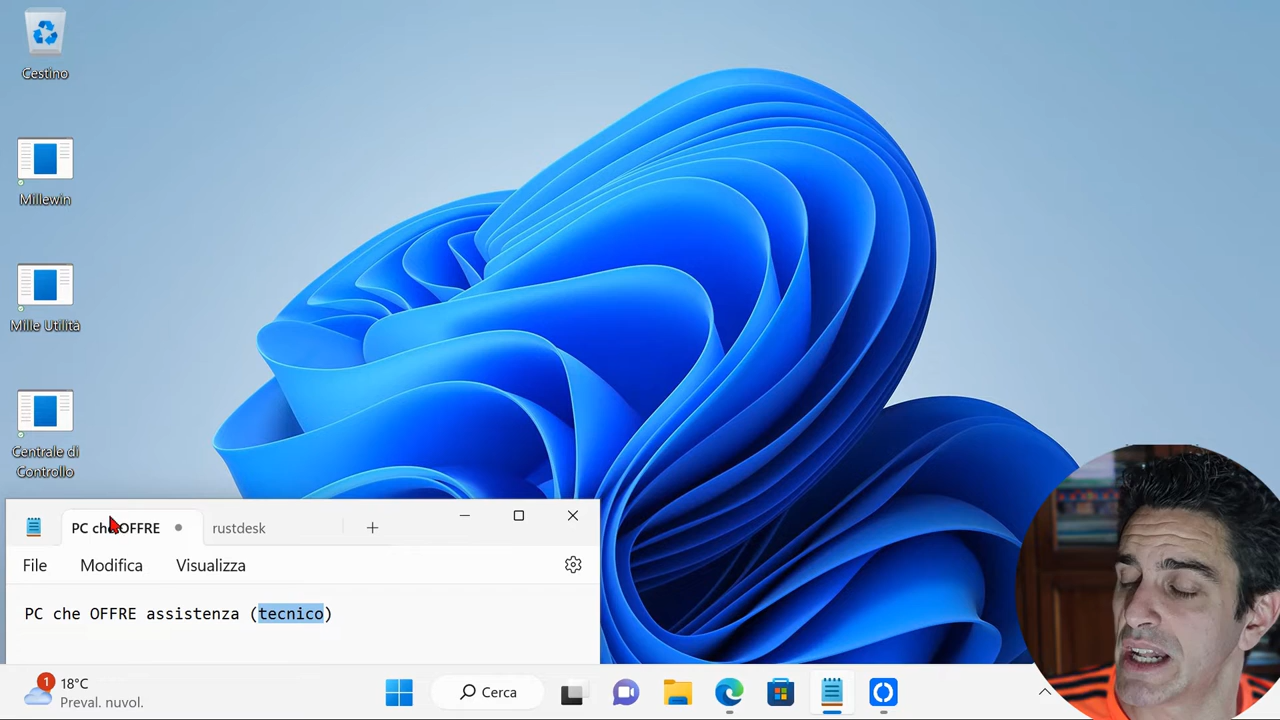 Cestino
Millewin
Mille Utilità
Centrale di
Controllo
PC che OFFRE
rustdesk
File
Modifica
Visualizza
PC che OFFRE assistenza (tecnico)
1
18°C
Preval. nuvol.
Cerca